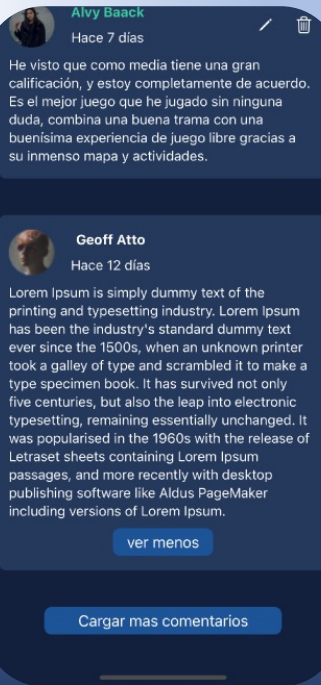 Alvy Baack
Hace 7 días
He visto que como media tiene una gran
calificación, y estoy completamente de acuerdo.
Es el mejor juego que he jugado sin ninguna
duda, combina una buena trama con una
buenísima experiencia de juego libre gracias a
su inmenso mapa y actividades.
Geoff Atto
Hace 12 días
Lorem Ipsum is simply dummy text of the
printing and typesetting industry. Lorem Ipsum
has been the industry's standard dummy text
ever since the 1500s, when an unknown printer
took a galley of type and scrambled it to make a
type specimen book. It has survived not only
five centuries, but also the leap into electronic
typesetting, remaining essentially unchanged. It
was popularised in the 1960s with the release of
Letraset sheets containing Lorem Ipsum
passages, and more recently with desktop
publishing software like Aldus PageMaker
including versions of Lorem Ipsum.
ver menos
Cargar mas comentarios